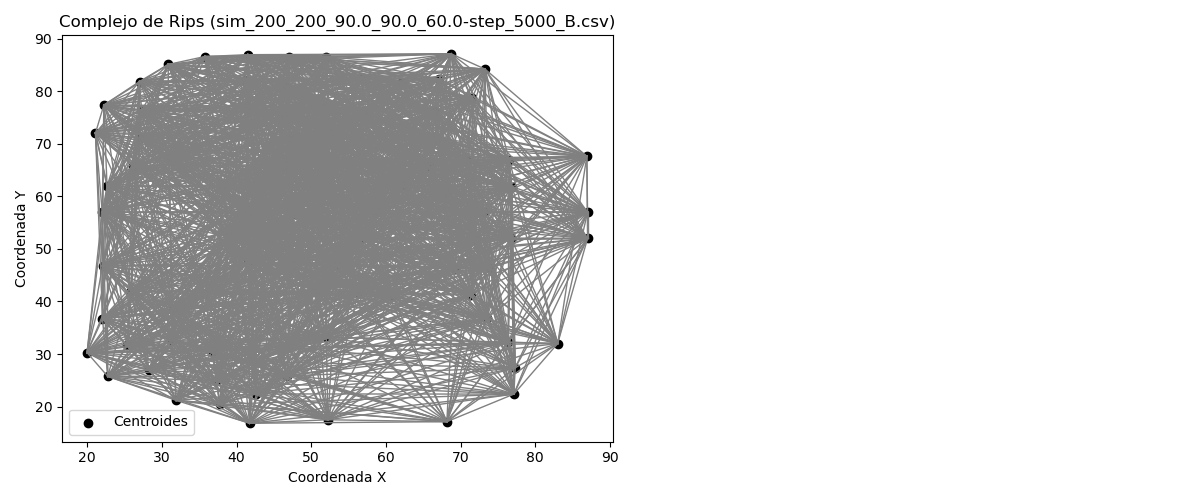 Complejo de Rips (sim_200_200_90.0_90.0_60.0-step_5000_B.csv)
90
80
70
60
50
40
30
20
Coordenada Y
Centroides
20 30 40 50 60 70 80 90
Coordenada X